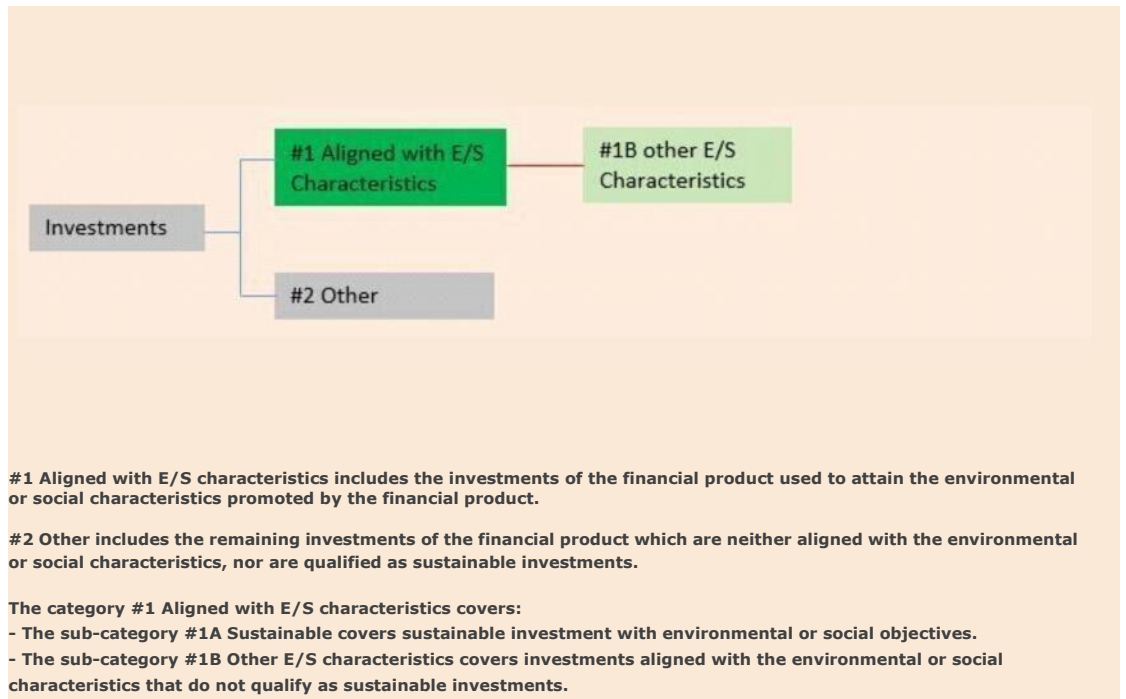 #1 Aligned with E/S
Characteristics
#1B other E/S
Characteristics
Investments
#2 Other
#1 Aligned with E/S characteristics includes the investments of the financial product used to attain the environmental
or social characteristics promoted by the financial product.
#2 Other includes the remaining investments of the financial product which are neither aligned with the environmental
or social characteristics, nor are qualified as sustainable investments.
The category #1 Aligned with E/S characteristics covers:
- The sub-category #1A Sustainable covers sustainable investment with environmental or social objectives.
- The sub-category #1B Other E/S characteristics covers investments aligned with the environmental or social
characteristics that do not qualify as sustainable investments.